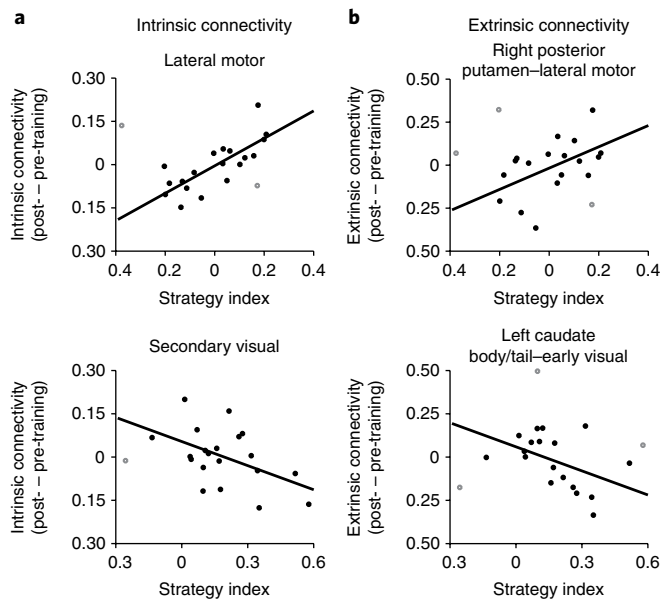 a
Intrinsic connectivity
Lateral motor
Intrinsic connectivity
(post- – pre-training)
0.30
0.15
0
0.15
0.30
0.4
0.2
0
0.2
0.4
Strategy index
Secondary visual
Intrinsic connectivity
(post- – pre-training)
0.30
0.15
0
0.15
0.30
0.3
0
0.3
0.6
Strategy index
b
Extrinsic connectivity
Right posterior
putamen–lateral motor
Extrinsic connectivity
(post- – pre-training)
0.50
0.25
0
0.25
0.50
0.4
0.2
0
0.2
0.4
Strategy index
Left caudate
body/tail–early visual
Extrinsic connectivity
(post- – pre-training)
0.50
0.25
0
0.25
0.50
0.3
0
0.3
0.6
Strategy index